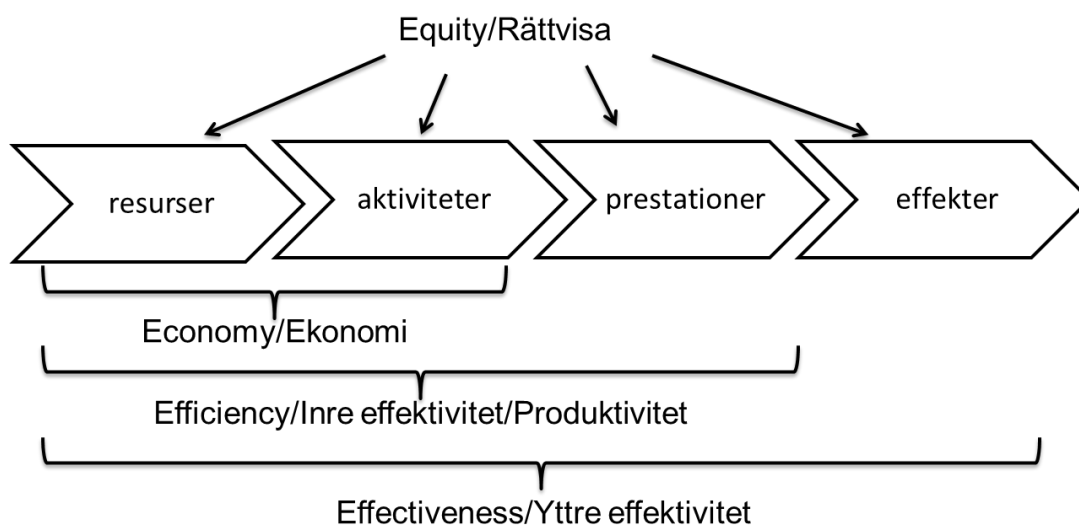 Equity/Rättvisa
resurser
aktiviteter
prestationer
effekter
Economy/Ekonomi
Efficiency/Inre effektivitet/Produktivitet
Effectiveness/Yttre effektivitet